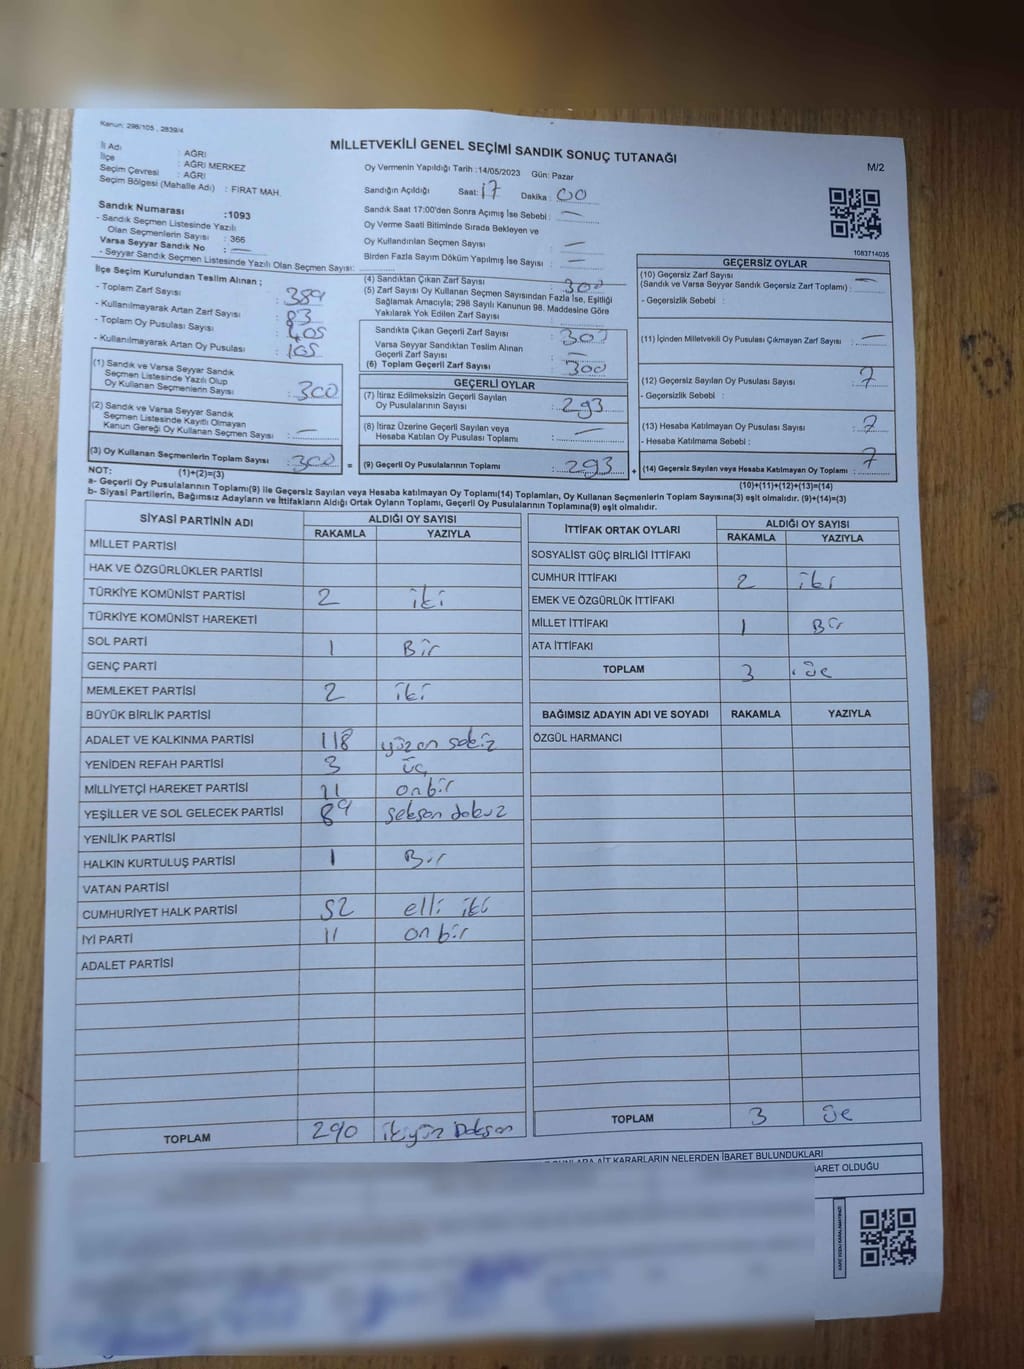 Kanun: 298/105 , 2839/4
MİLLETVEKİLİ GENEL SEÇİMİ SANDIK SONUÇ TUTANAĞI
M/2
İl Adı : AĞRI
İlçe : AĞRI MERKEZ
Seçim Çevresi : AĞRI
Seçim Bölgesi (Mahalle Adı) : FIRAT MAH.
Oy Vermenin Yapıldığı Tarih :14/05/2023 Gün: Pazar
Sandığın Açıldığı Saat: 17 Dakika : 00
Sandık Saat 17:00'den Sonra Açımış İse Sebebi : —
Oy Verme Saati Bitiminde Sırada Bekleyen ve
Oy Kullandırılan Seçmen Sayısı : —
Birden Fazla Sayım Döküm Yapılmış İse Sayısı : —
1083714035
Sandık Numarası :1093
- Sandık Seçmen Listesinde Yazılı
Olan Seçmenlerin Sayısı : 366
Varsa Seyyar Sandık No : —
- Seyyar Sandık Seçmen Listesinde Yazılı Olan Seçmen Sayısı:
İlçe Seçim Kurulundan Teslim Alınan ;
- Toplam Zarf Sayısı : 389
- Kullanılmayarak Artan Zarf Sayısı : 83
- Toplam Oy Pusulası Sayısı : 405
- Kullanılmayarak Artan Oy Pusulası : 105
(1) Sandık ve Varsa Seyyar Sandık
Seçmen Listesinde Yazılı Olup
Oy Kullanan Seçmenlerin Sayısı : 300
(2) Sandık ve Varsa Seyyar Sandık
Seçmen Listesinde Kayıtlı Olmayan
Kanun Gereği Oy Kullanan Seçmen Sayısı : —
(3) Oy Kullanan Seçmenlerin Toplam Sayısı : 300
(1)+(2)=(3)
(4) Sandıktan Çıkan Zarf Sayısı : 300
(5) Zarf Sayısı Oy Kullanan Seçmen Sayısından Fazla İse, Eşitliği
Sağlamak Amacıyla; 298 Sayılı Kanunun 98. Maddesine Göre
Yakılarak Yok Edilen Zarf Sayısı :
Sandıkta Çıkan Geçerli Zarf Sayısı : 300
Varsa Seyyar Sandıktan Teslim Alınan
Geçerli Zarf Sayısı : —
(6) Toplam Geçerli Zarf Sayısı : 300
GEÇERLİ OYLAR
(7) İtiraz Edilmeksizin Geçerli Sayılan
Oy Pusulalarının Sayısı : 293
(8) İtiraz Üzerine Geçerli Sayılan veya
Hesaba Katılan Oy Pusulası Toplamı : —
= (9) Geçerli Oy Pusulalarının Toplamı : 293 +
GEÇERSİZ OYLAR
(10) Geçersiz Zarf Sayısı
(Sandık ve Varsa Seyyar Sandık Geçersiz Zarf Toplamı) : —
- Geçersizlik Sebebi :
(11) İçinden Milletvekili Oy Pusulası Çıkmayan Zarf Sayısı : —
(12) Geçersiz Sayılan Oy Pusulası Sayısı : 7
- Geçersizlik Sebebi :
(13) Hesaba Katılmayan Oy Sayısı : 7
- Hesaba Katılmama Sebebi :
(14) Geçersiz Sayılan veya Hesaba Katılmayan Oy Toplamı : 7
(10)+(11)+(12)+(13)=(14)
NOT:
a- Geçerli Oy Pusulalarının Toplamı(9) ile Geçersiz Sayılan veya Hesaba katılmayan Oy Toplamı(14) Toplamları, Oy Kullanan Seçmenlerin Toplam Sayısına(3) eşit olmalıdır. (9)+(14)=(3)
b- Siyasi Partilerin, Bağımsız Adayların ve İttifakların Aldığı Ortak Oyların Toplamı, Geçerli Oy Pusulalarının Toplamına(9) eşit olmalıdır.
SİYASİ PARTİNİN ADI ALDIĞI OY SAYISI
RAKAMLA YAZIYLA
MİLLET PARTİSİ
HAK VE ÖZGÜRLÜKLER PARTİSİ
TÜRKİYE KOMÜNİST PARTİSİ 2 iki
TÜRKİYE KOMÜNİST HAREKETİ
SOL PARTİ 1 Bir
GENÇ PARTİ
MEMLEKET PARTİSİ 2 iki
BÜYÜK BİRLİK PARTİSİ
ADALET VE KALKINMA PARTİSİ 118 yüz on sekiz
YENİDEN REFAH PARTİSİ 3 üç
MİLLİYETÇİ HAREKET PARTİSİ 11 on bir
YEŞİLLER VE SOL GELECEK PARTİSİ 89 seksen dokuz
YENİLİK PARTİSİ
HALKIN KURTULUŞ PARTİSİ 1 Bir
VATAN PARTİSİ
CUMHURİYET HALK PARTİSİ 52 elli iki
İYİ PARTİ 11 on bir
ADALET PARTİSİ
TOPLAM 290 ikiyüz Doksan
İTTİFAK ORTAK OYLARI ALDIĞI OY SAYISI
RAKAMLA YAZIYLA
SOSYALİST GÜÇ BİRLİĞİ İTTİFAKI
CUMHUR İTTİFAKI 2 iki
EMEK VE ÖZGÜRLÜK İTTİFAKI
MİLLET İTTİFAKI 1 Bir
ATA İTTİFAKI
TOPLAM 3 üç
BAĞIMSIZ ADAYIN ADI VE SOYADI RAKAMLA YAZIYLA
ÖZGÜL HARMANCI
TOPLAM 3 üç
AİT KARARLARIN NELERDEN İBARET BULUNDUKLARI
İBARET OLDUĞU